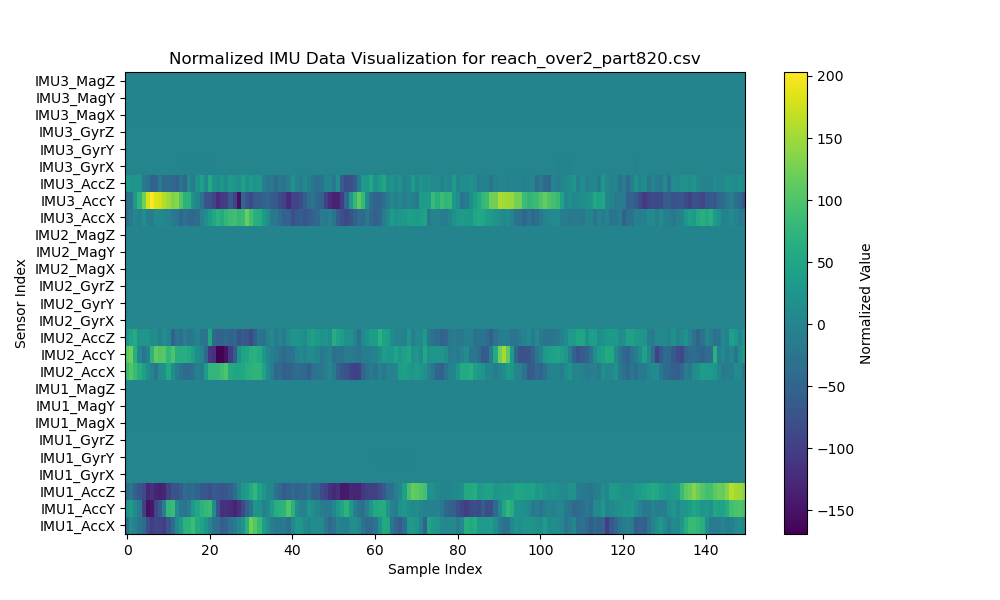 Normalized IMU Data Visualization for reach_over2_part820.csv
IMU3_MagZ
IMU3_MagY
IMU3_MagX
IMU3_GyrZ
IMU3_GyrY
IMU3_GyrX
IMU3_AccZ
IMU3_AccY
IMU3_AccX
IMU2_MagZ
IMU2_MagY
IMU2_MagX
IMU2_GyrZ
IMU2_GyrY
IMU2_GyrX
IMU2_AccZ
IMU2_AccY
IMU2_AccX
IMU1_MagZ
IMU1_MagY
IMU1_MagX
IMU1_GyrZ
IMU1_GyrY
IMU1_GyrX
IMU1_AccZ
IMU1_AccY
IMU1_AccX
Sensor Index
0 20 40 60 80 100 120 140
Sample Index
200
150
100
50
0
−50
−100
−150
Normalized Value